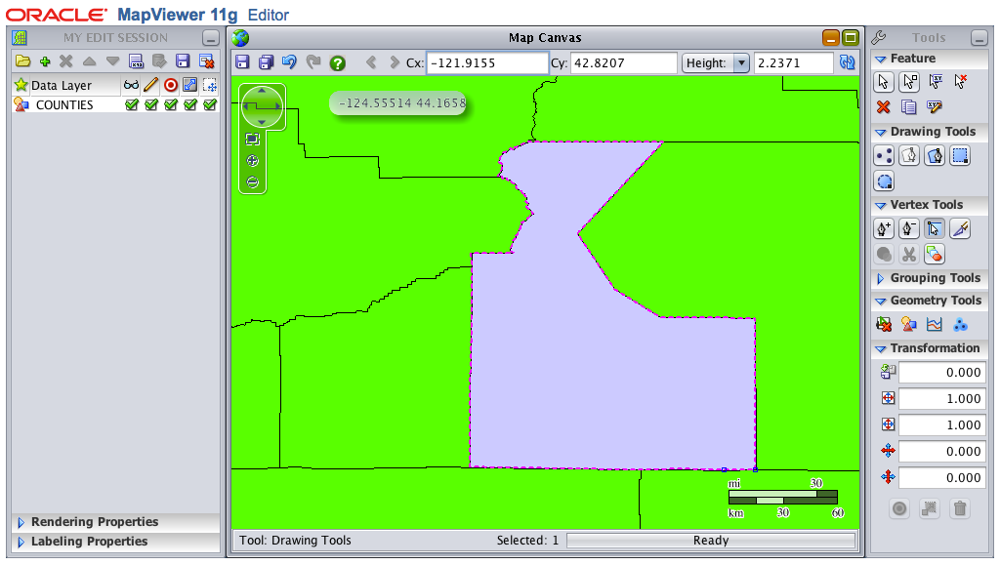 ORACLE MapViewer 11g Editor
MY EDIT SESSION
Data Layer
COUNTIES
Rendering Properties
Labeling Properties
Map Canvas
Cx: -121.9155 Cy: 42.8207 Height: 2.2371
-124.55514 44.1658
mi 30
km 30 60
Tool: Drawing Tools Selected: 1 Ready
Tools
Feature
Drawing Tools
Vertex Tools
Grouping Tools
Geometry Tools
Transformation
0.000
1.000
1.000
0.000
0.000